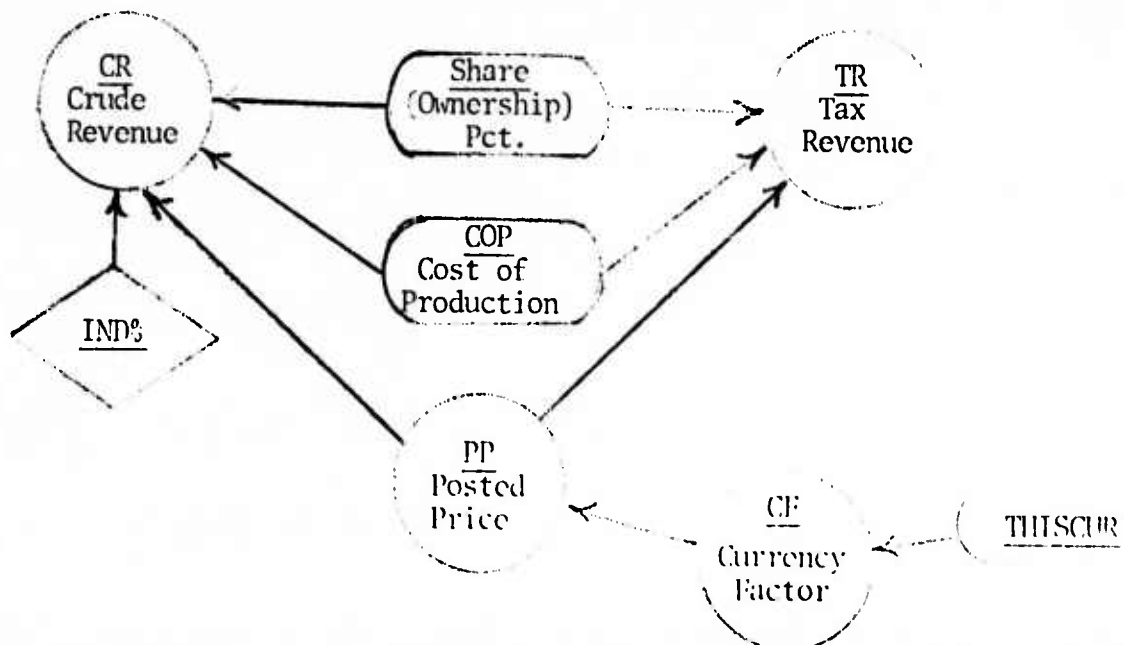 CR
Crude
Revenue
Share
(Ownership)
Pct.
TR
Tax
Revenue
COP
Cost of
Production
IND%
PP
Posted
Price
CF
Currency
Factor
THISCUR